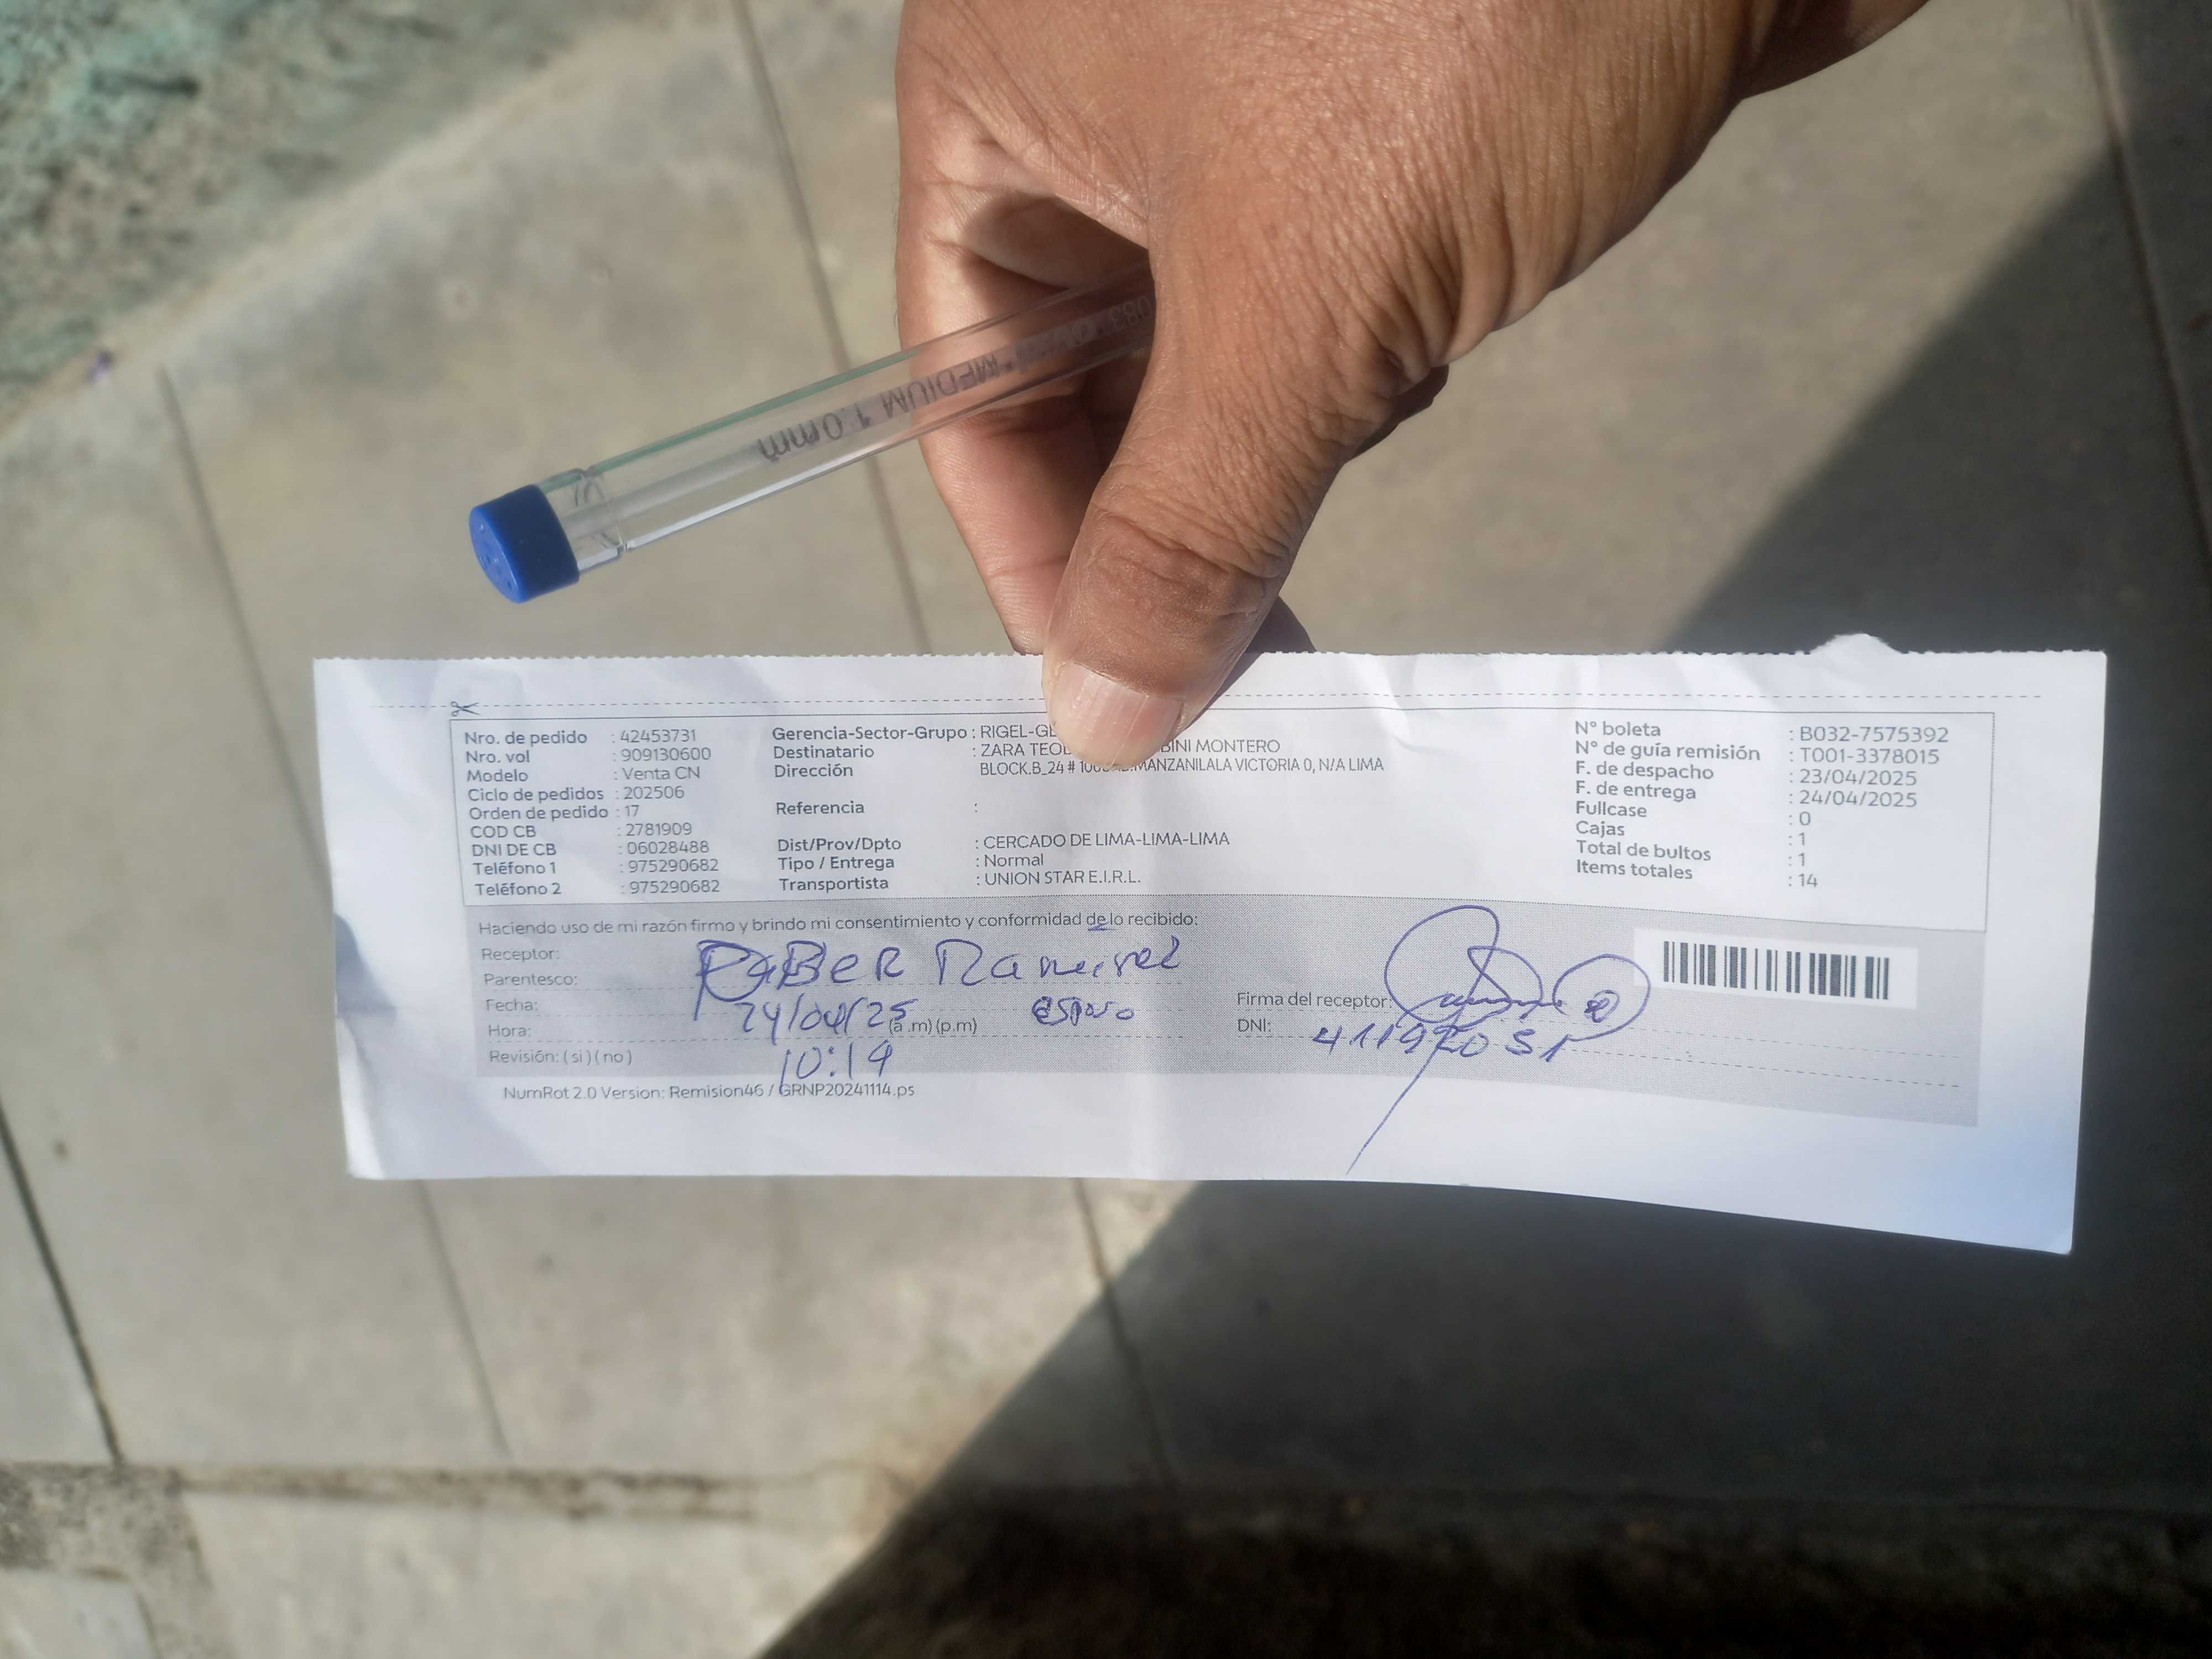 MEDIUM 1.0mm
Nro. de pedido : 42453731
Nro. vol : 909130600
Modelo : Venta CN
Ciclo de pedidos : 202506
Orden de pedido : 17
COD CB : 2781909
DNI DE CB : 06028488
Teléfono 1 : 975290682
Teléfono 2 : 975290682
Gerencia-Sector-Grupo : RIGEL-
Destinatario : ZARA MONTERO
Dirección BLOCK.B_24 # VICTORIA 0, N/A LIMA
Referencia :
Dist/Prov/Dpto : CERCADO DE LIMA-LIMA-LIMA
Tipo / Entrega : Normal
Transportista : UNION STAR E.I.R.L.
N° boleta : B032-7575392
N° de guía remisión : T001-3378015
F. de despacho : 23/04/2025
F. de entrega : 24/04/2025
Fullcase : 0
Cajas : 1
Total de bultos : 1
Items totales : 14
Haciendo uso de mi razón firmo y brindo mi consentimiento y conformidad de lo recibido:
Receptor:
Parentesco:
Fecha: 24/04/25
Hora: (a.m) (p.m)
Revisión: ( si ) ( no ) 10:19
Firma del receptor:
DNI:
NumRot 2.0 Version: Remision46 / GRNP20241114.ps